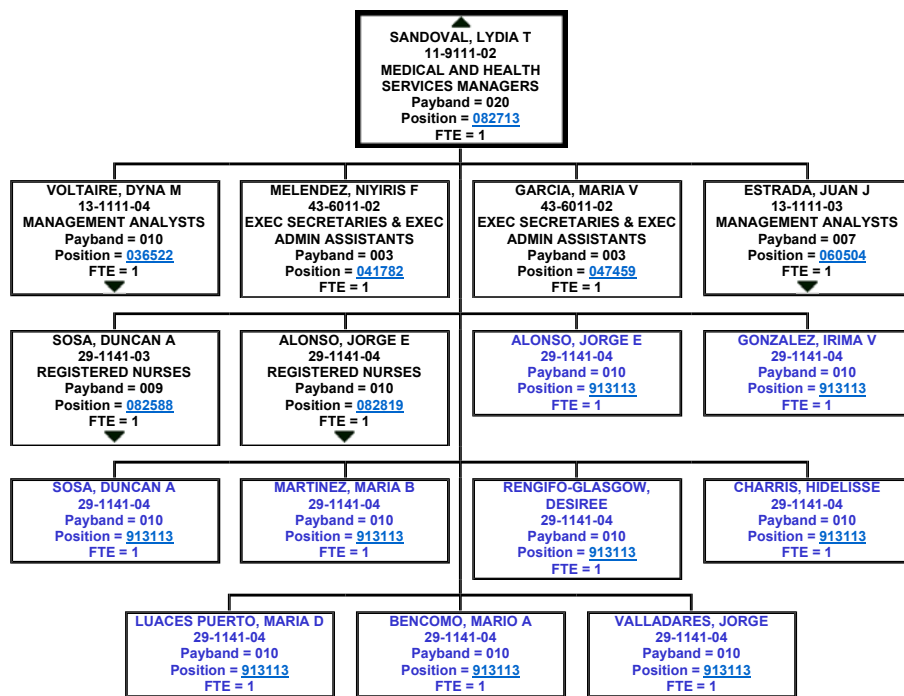 SANDOVAL, LYDIA T
11-9111-02
MEDICAL AND HEALTH
SERVICES MANAGERS
Payband = 020
Position = 082713
FTE = 1
VOLTAIRE, DYNA M
13-1111-04
MANAGEMENT ANALYSTS
Payband = 010
Position = 036522
FTE = 1
MELENDEZ, NIYIRIS F
43-6011-02
EXEC SECRETARIES & EXEC
ADMIN ASSISTANTS
Payband = 003
Position = 041782
FTE = 1
GARCIA, MARIA V
43-6011-02
EXEC SECRETARIES & EXEC
ADMIN ASSISTANTS
Payband = 003
Position = 047459
FTE = 1
ESTRADA, JUAN J
13-1111-03
MANAGEMENT ANALYSTS
Payband = 007
Position = 060504
FTE = 1
SOSA, DUNCAN A
29-1141-03
REGISTERED NURSES
Payband = 009
Position = 082588
FTE = 1
ALONSO, JORGE E
29-1141-04
REGISTERED NURSES
Payband = 010
Position = 082819
FTE = 1
ALONSO, JORGE E
29-1141-04
Payband = 010
Position = 913113
FTE = 1
GONZALEZ, IRIMA V
29-1141-04
Payband = 010
Position = 913113
FTE = 1
SOSA, DUNCAN A
29-1141-04
Payband = 010
Position = 913113
FTE = 1
MARTINEZ, MARIA B
29-1141-04
Payband = 010
Position = 913113
FTE = 1
RENGIFO-GLASGOW,
DESIREE
29-1141-04
Payband = 010
Position = 913113
FTE = 1
CHARRIS, HIDELISSE
29-1141-04
Payband = 010
Position = 913113
FTE = 1
LUACES PUERTO, MARIA D
29-1141-04
Payband = 010
Position = 913113
FTE = 1
BENCOMO, MARIO A
29-1141-04
Payband = 010
Position = 913113
FTE = 1
VALLADARES, JORGE
29-1141-04
Payband = 010
Position = 913113
FTE = 1